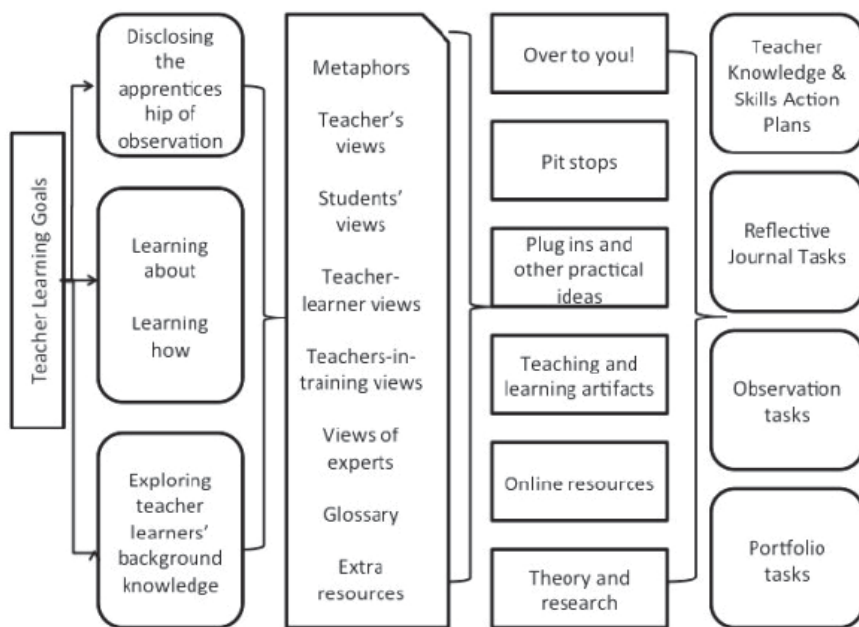 Teacher Learning Goals
Disclosing
the
apprentices
hip of
observation
Learning
about
Learning
how
Exploring
teacher
learners'
background
knowledge
Metaphors
Teacher's
views
Students'
views
Teacher-
learner views
Teachers-in-
training views
Views of
experts
Glossary
Extra
resources
Over to you!
Pit stops
Plug ins and
other practical
ideas
Teaching and
learning artifacts
Online resources
Theory and
research
Teacher
Knowledge &
Skills Action
Plans
Reflective
Journal Tasks
Observation
tasks
Portfolio
tasks